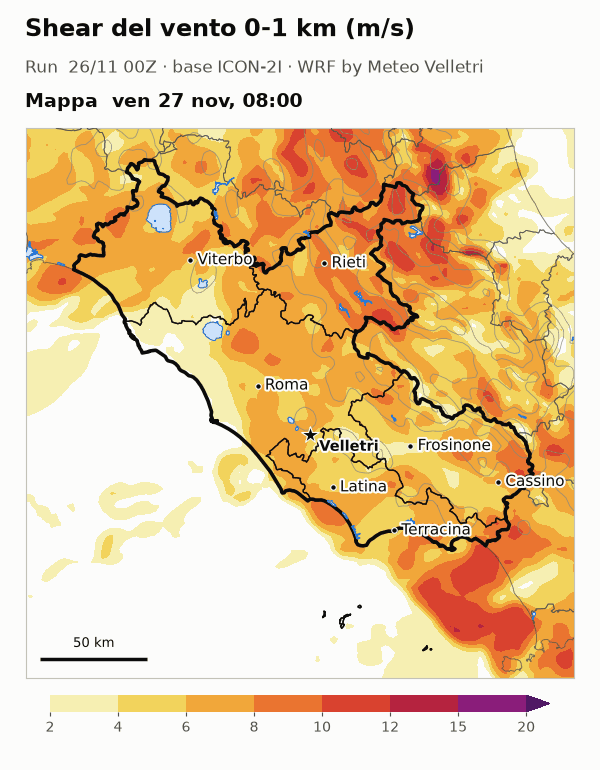 Shear del vento 0-1 km (m/s)
Run  26/11 00Z · base ICON-2I · WRF by Meteo Velletri
Mappa  ven 27 nov, 08:00
Viterbo
Rieti
Roma
Velletri
Frosinone
Cassino
Latina
Terracina
50 km
2 4 6 8 10 12 15 20